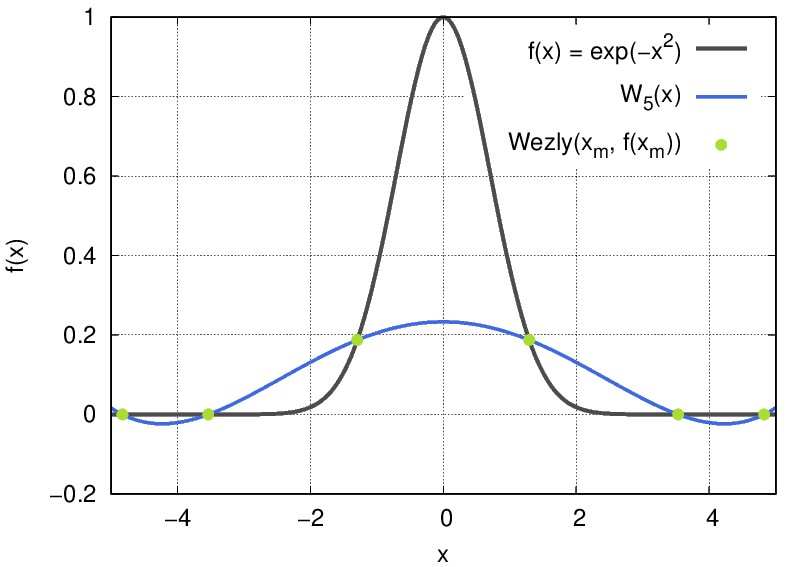 f(x) = exp(−x²)
W₅(x)
Wezly(xₘ, f(xₘ))
1
0.8
0.6
0.4
0.2
0
−0.2
f(x)
−4
−2
0
2
4
x